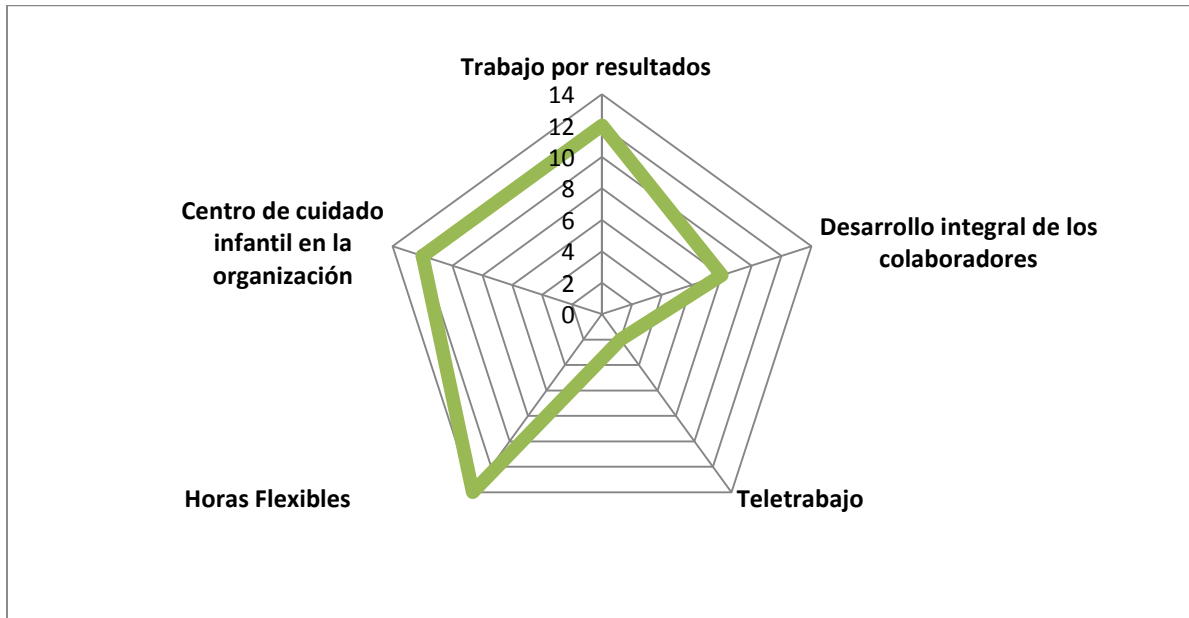 Trabajo por resultados
14
12
10
8
6
4
2
0
Desarrollo integral de los
colaboradores
Teletrabajo
Horas Flexibles
Centro de cuidado
infantil en la
organización